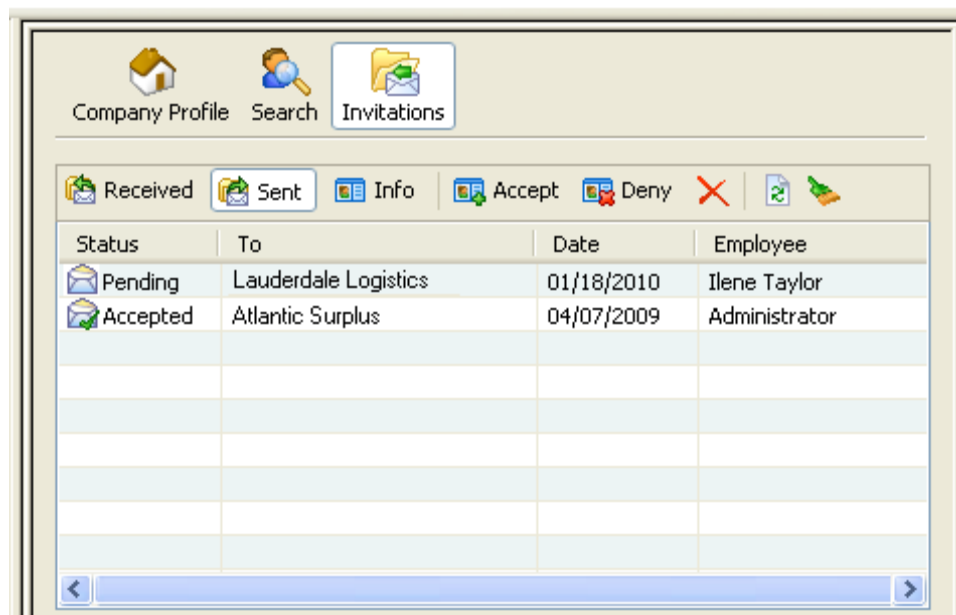 Company Profile Search Invitations
Received Sent Info Accept Deny
Status To Date Employee
Pending Lauderdale Logistics 01/18/2010 Ilene Taylor
Accepted Atlantic Surplus 04/07/2009 Administrator